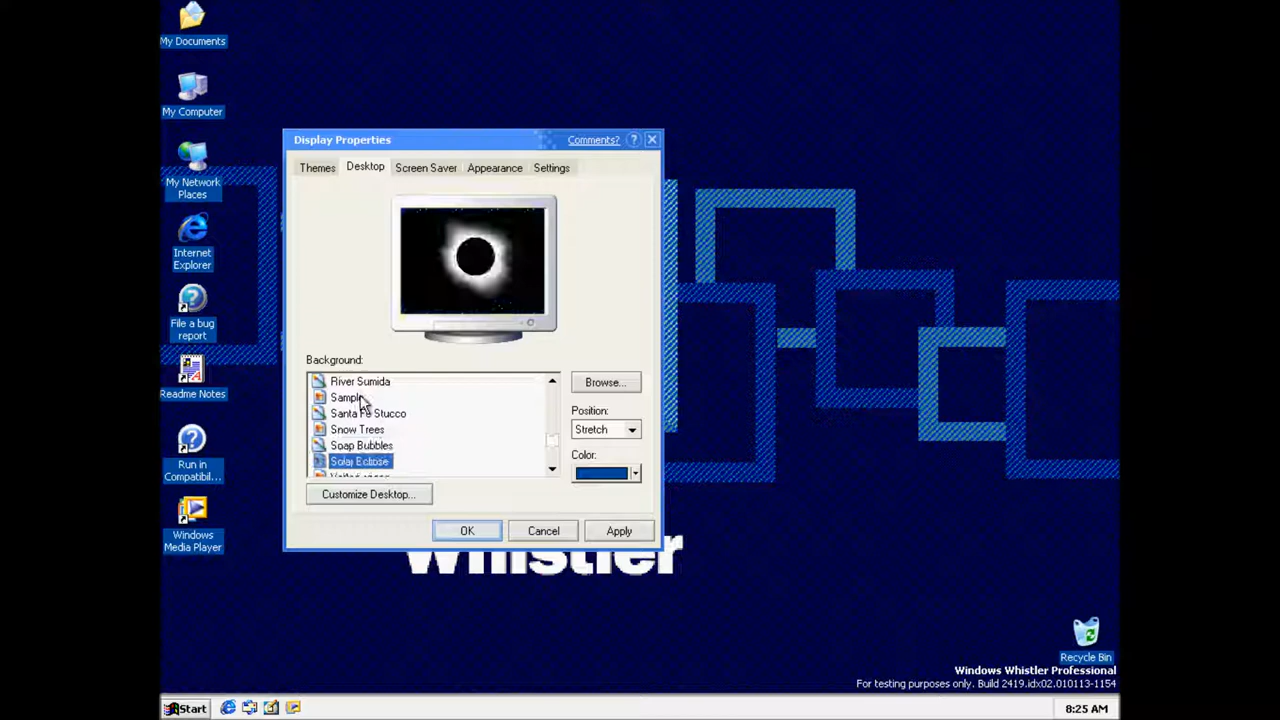 My Documents
My Computer
My Network
Places
Internet
Explorer
File a bug
report
Readme Notes
Run in
Compatibil...
Windows
Media Player
Display Properties
Comments?
Themes
Desktop
Screen Saver
Appearance
Settings
Background:
River Sumida
Sample
Santa Fe Stucco
Snow Trees
Soap Bubbles
Solar Eclipse
Browse...
Position:
Stretch
Color:
Customize Desktop...
OK
Cancel
Apply
Whistler
Recycle Bin
Windows Whistler Professional
For testing purposes only. Build 2419.idx02.010113-1154
Start
8:25 AM